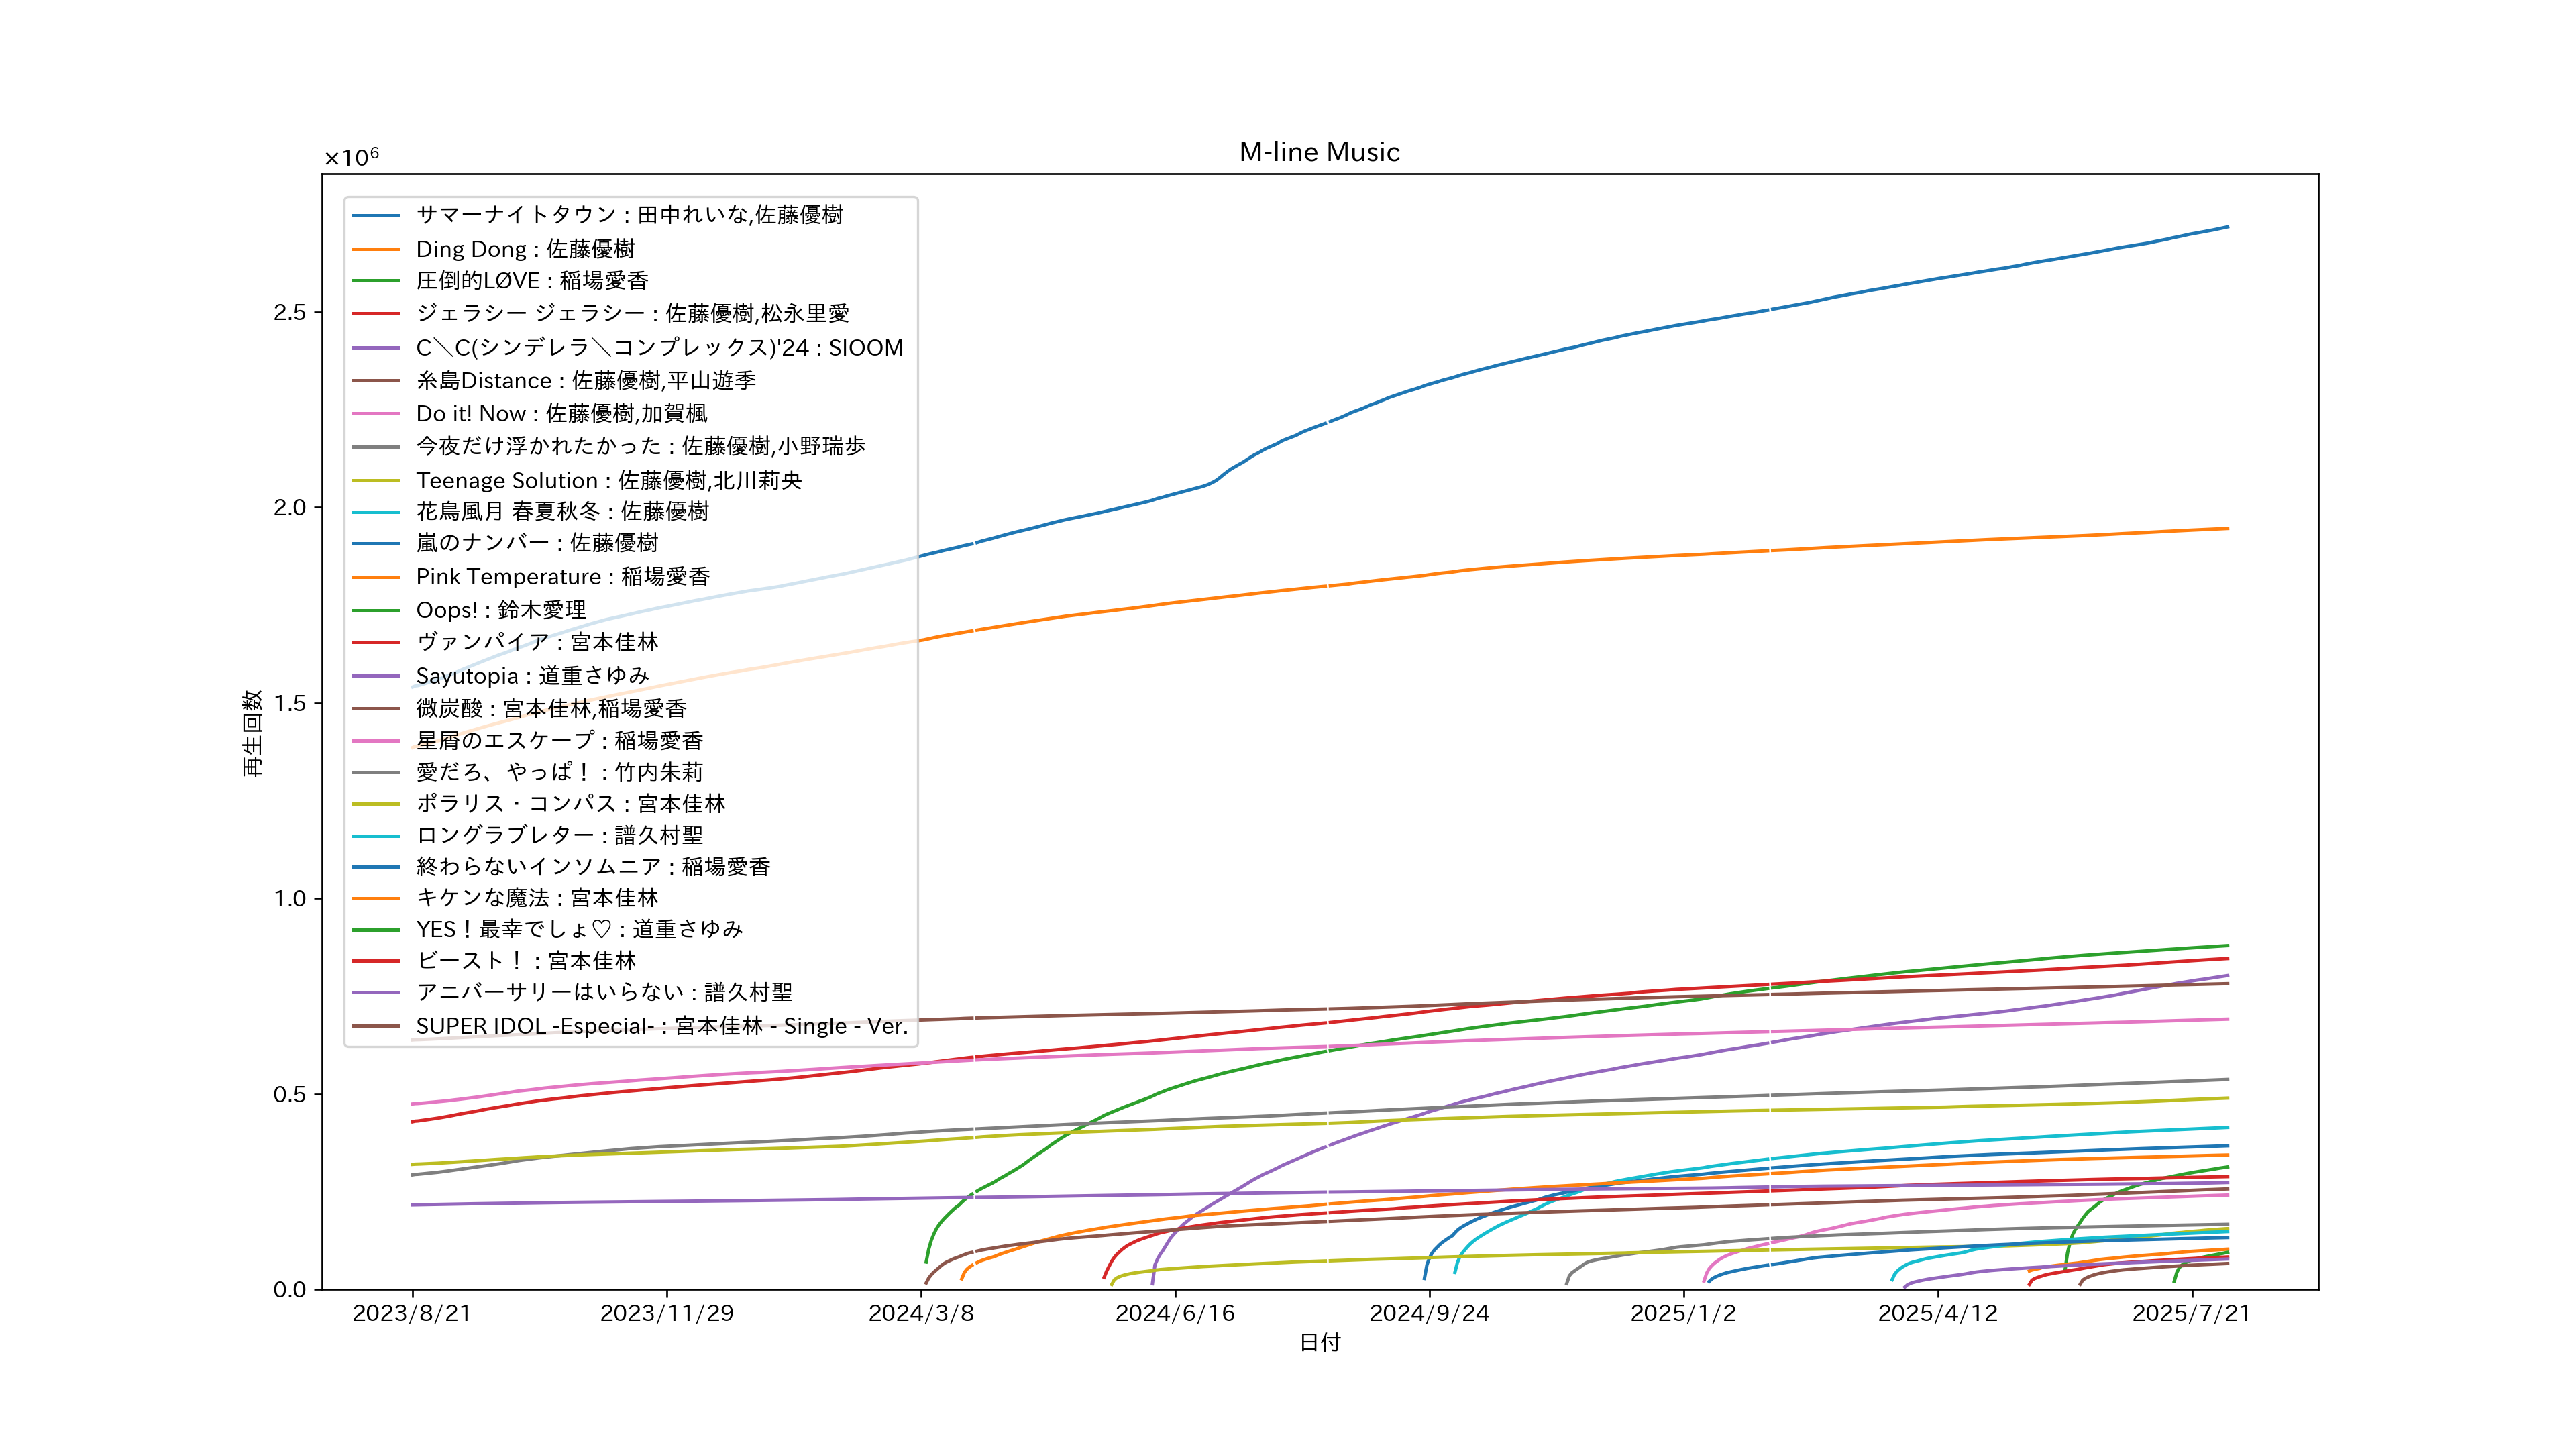 M-line Music
×10⁶
サマーナイトタウン : 田中れいな,佐藤優樹
Ding Dong : 佐藤優樹
圧倒的LØVE : 稲場愛香
ジェラシー ジェラシー : 佐藤優樹,松永里愛
C＼C(シンデレラ＼コンプレックス)'24 : SIOOM
糸島Distance : 佐藤優樹,平山遊季
Do it! Now : 佐藤優樹,加賀楓
今夜だけ浮かれたかった : 佐藤優樹,小野瑞歩
Teenage Solution : 佐藤優樹,北川莉央
花鳥風月 春夏秋冬 : 佐藤優樹
嵐のナンバー : 佐藤優樹
Pink Temperature : 稲場愛香
Oops! : 鈴木愛理
ヴァンパイア : 宮本佳林
Sayutopia : 道重さゆみ
微炭酸 : 宮本佳林,稲場愛香
星屑のエスケープ : 稲場愛香
愛だろ、やっぱ！ : 竹内朱莉
ポラリス・コンパス : 宮本佳林
ロングラブレター : 譜久村聖
終わらないインソムニア : 稲場愛香
キケンな魔法 : 宮本佳林
YES！最幸でしょ♡ : 道重さゆみ
ビースト！ : 宮本佳林
アニバーサリーはいらない : 譜久村聖
SUPER IDOL -Especial- : 宮本佳林 - Single - Ver.
2.5
2.0
1.5
1.0
0.5
0.0
再生回数
2023/8/21
2023/11/29
2024/3/8
2024/6/16
2024/9/24
2025/1/2
2025/4/12
2025/7/21
日付